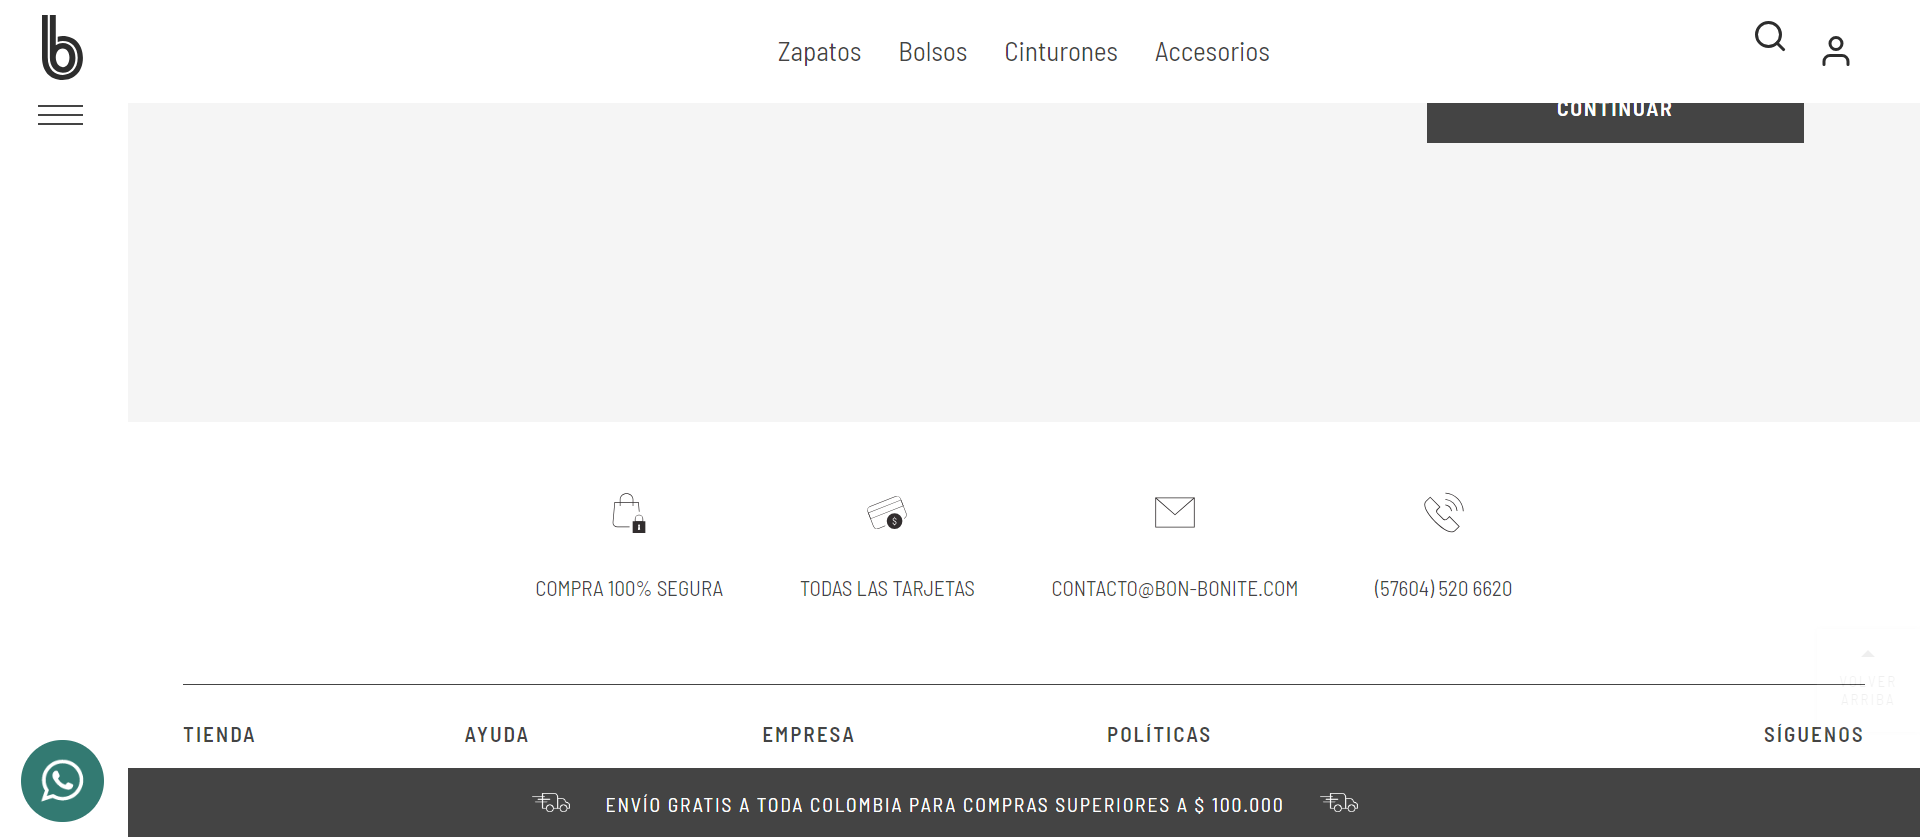 Zapatos Bolsos Cinturones Accesorios
CONTINUAR
COMPRA 100% SEGURA TODAS LAS TARJETAS CONTACTO@BON-BONITE.COM (57604) 520 6620
VOLVER
ARRIBA
TIENDA AYUDA EMPRESA POLÍTICAS SÍGUENOS
ENVÍO GRATIS A TODA COLOMBIA PARA COMPRAS SUPERIORES A $ 100.000